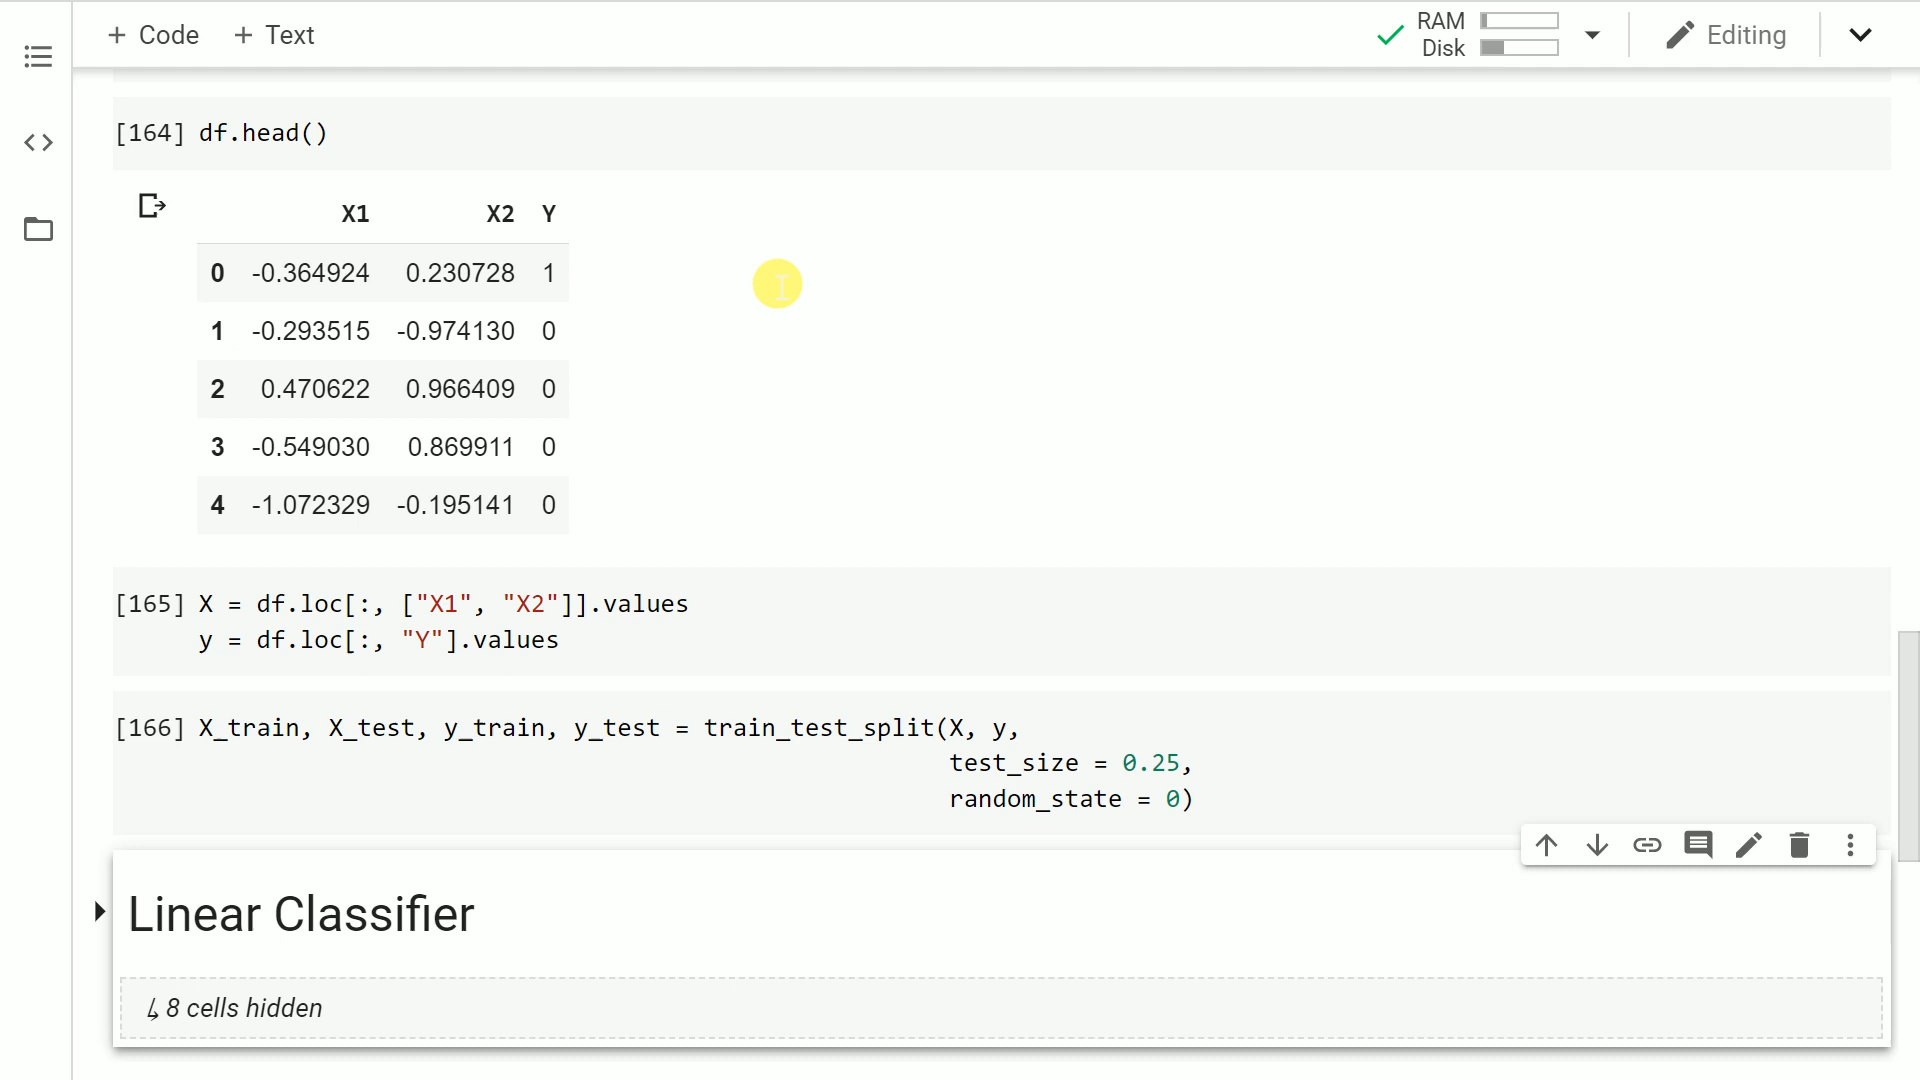 + Code + Text
RAM
Disk
Editing
[164] df.head()
X1 X2 Y
0 -0.364924 0.230728 1
1 -0.293515 -0.974130 0
2 0.470622 0.966409 0
3 -0.549030 0.869911 0
4 -1.072329 -0.195141 0
[165] X = df.loc[:, ["X1", "X2"]].values
y = df.loc[:, "Y"].values
[166] X_train, X_test, y_train, y_test = train_test_split(X, y,
test_size = 0.25,
random_state = 0)
Linear Classifier
↳ 8 cells hidden